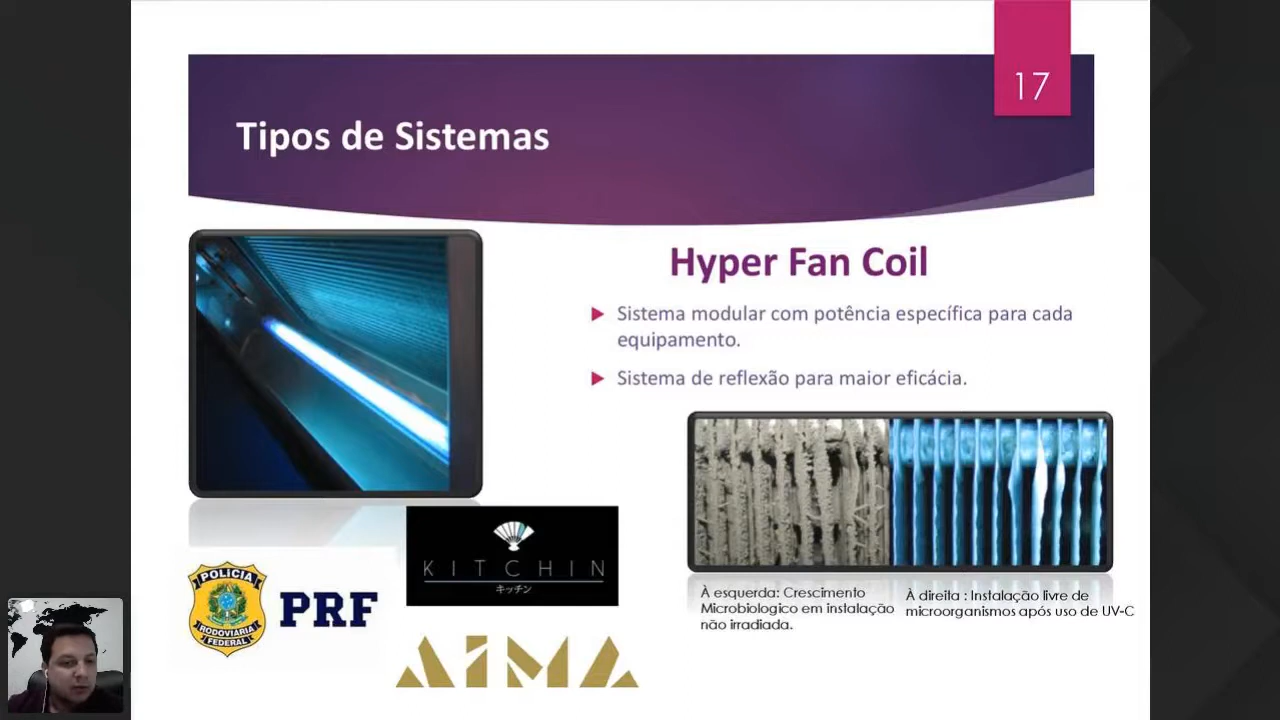 17
Tipos de Sistemas
Hyper Fan Coil
Sistema modular com potência específica para cada
equipamento.
Sistema de reflexão para maior eficácia.
À esquerda: Crescimento
Microbiologico em instalação
não irradiada.
À direita : Instalação livre de
microorganismos após uso de UV-C
KITCHIN
キッチン
POLÍCIA
RODOVIÁRIA
FEDERAL
PRF
AIMA